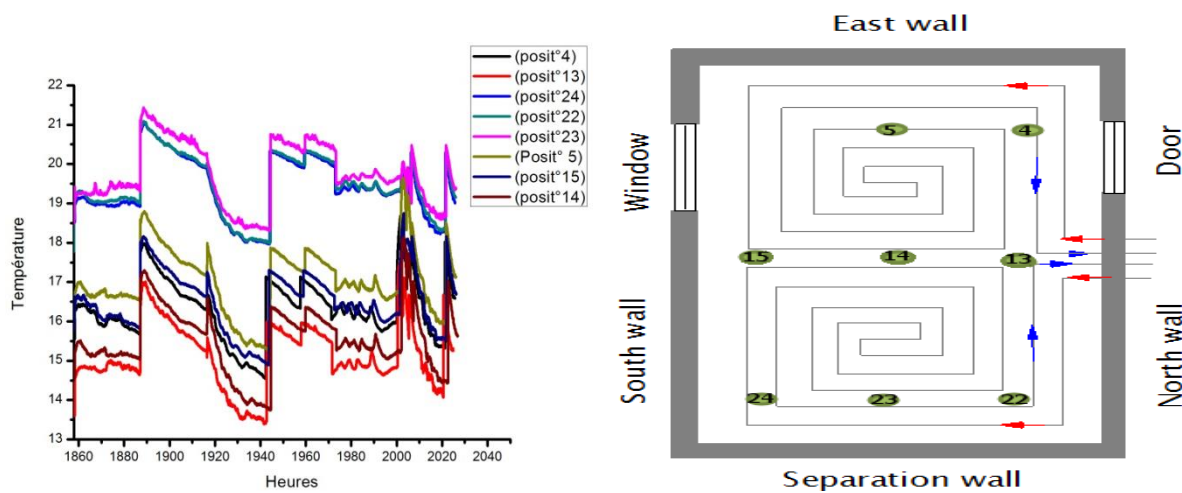 (posit°4)
(posit°13)
(posit°24)
(posit°22)
(posit°23)
(Posit° 5)
(posit°15)
(posit°14)
22
21
20
19
18
17
16
15
14
13
Température
1860 1880 1900 1920 1940 1960 1980 2000 2020 2040
Heures
East wall
Window
Door
5 4
15 14 13
South wall
North wall
24 23 22
Separation wall